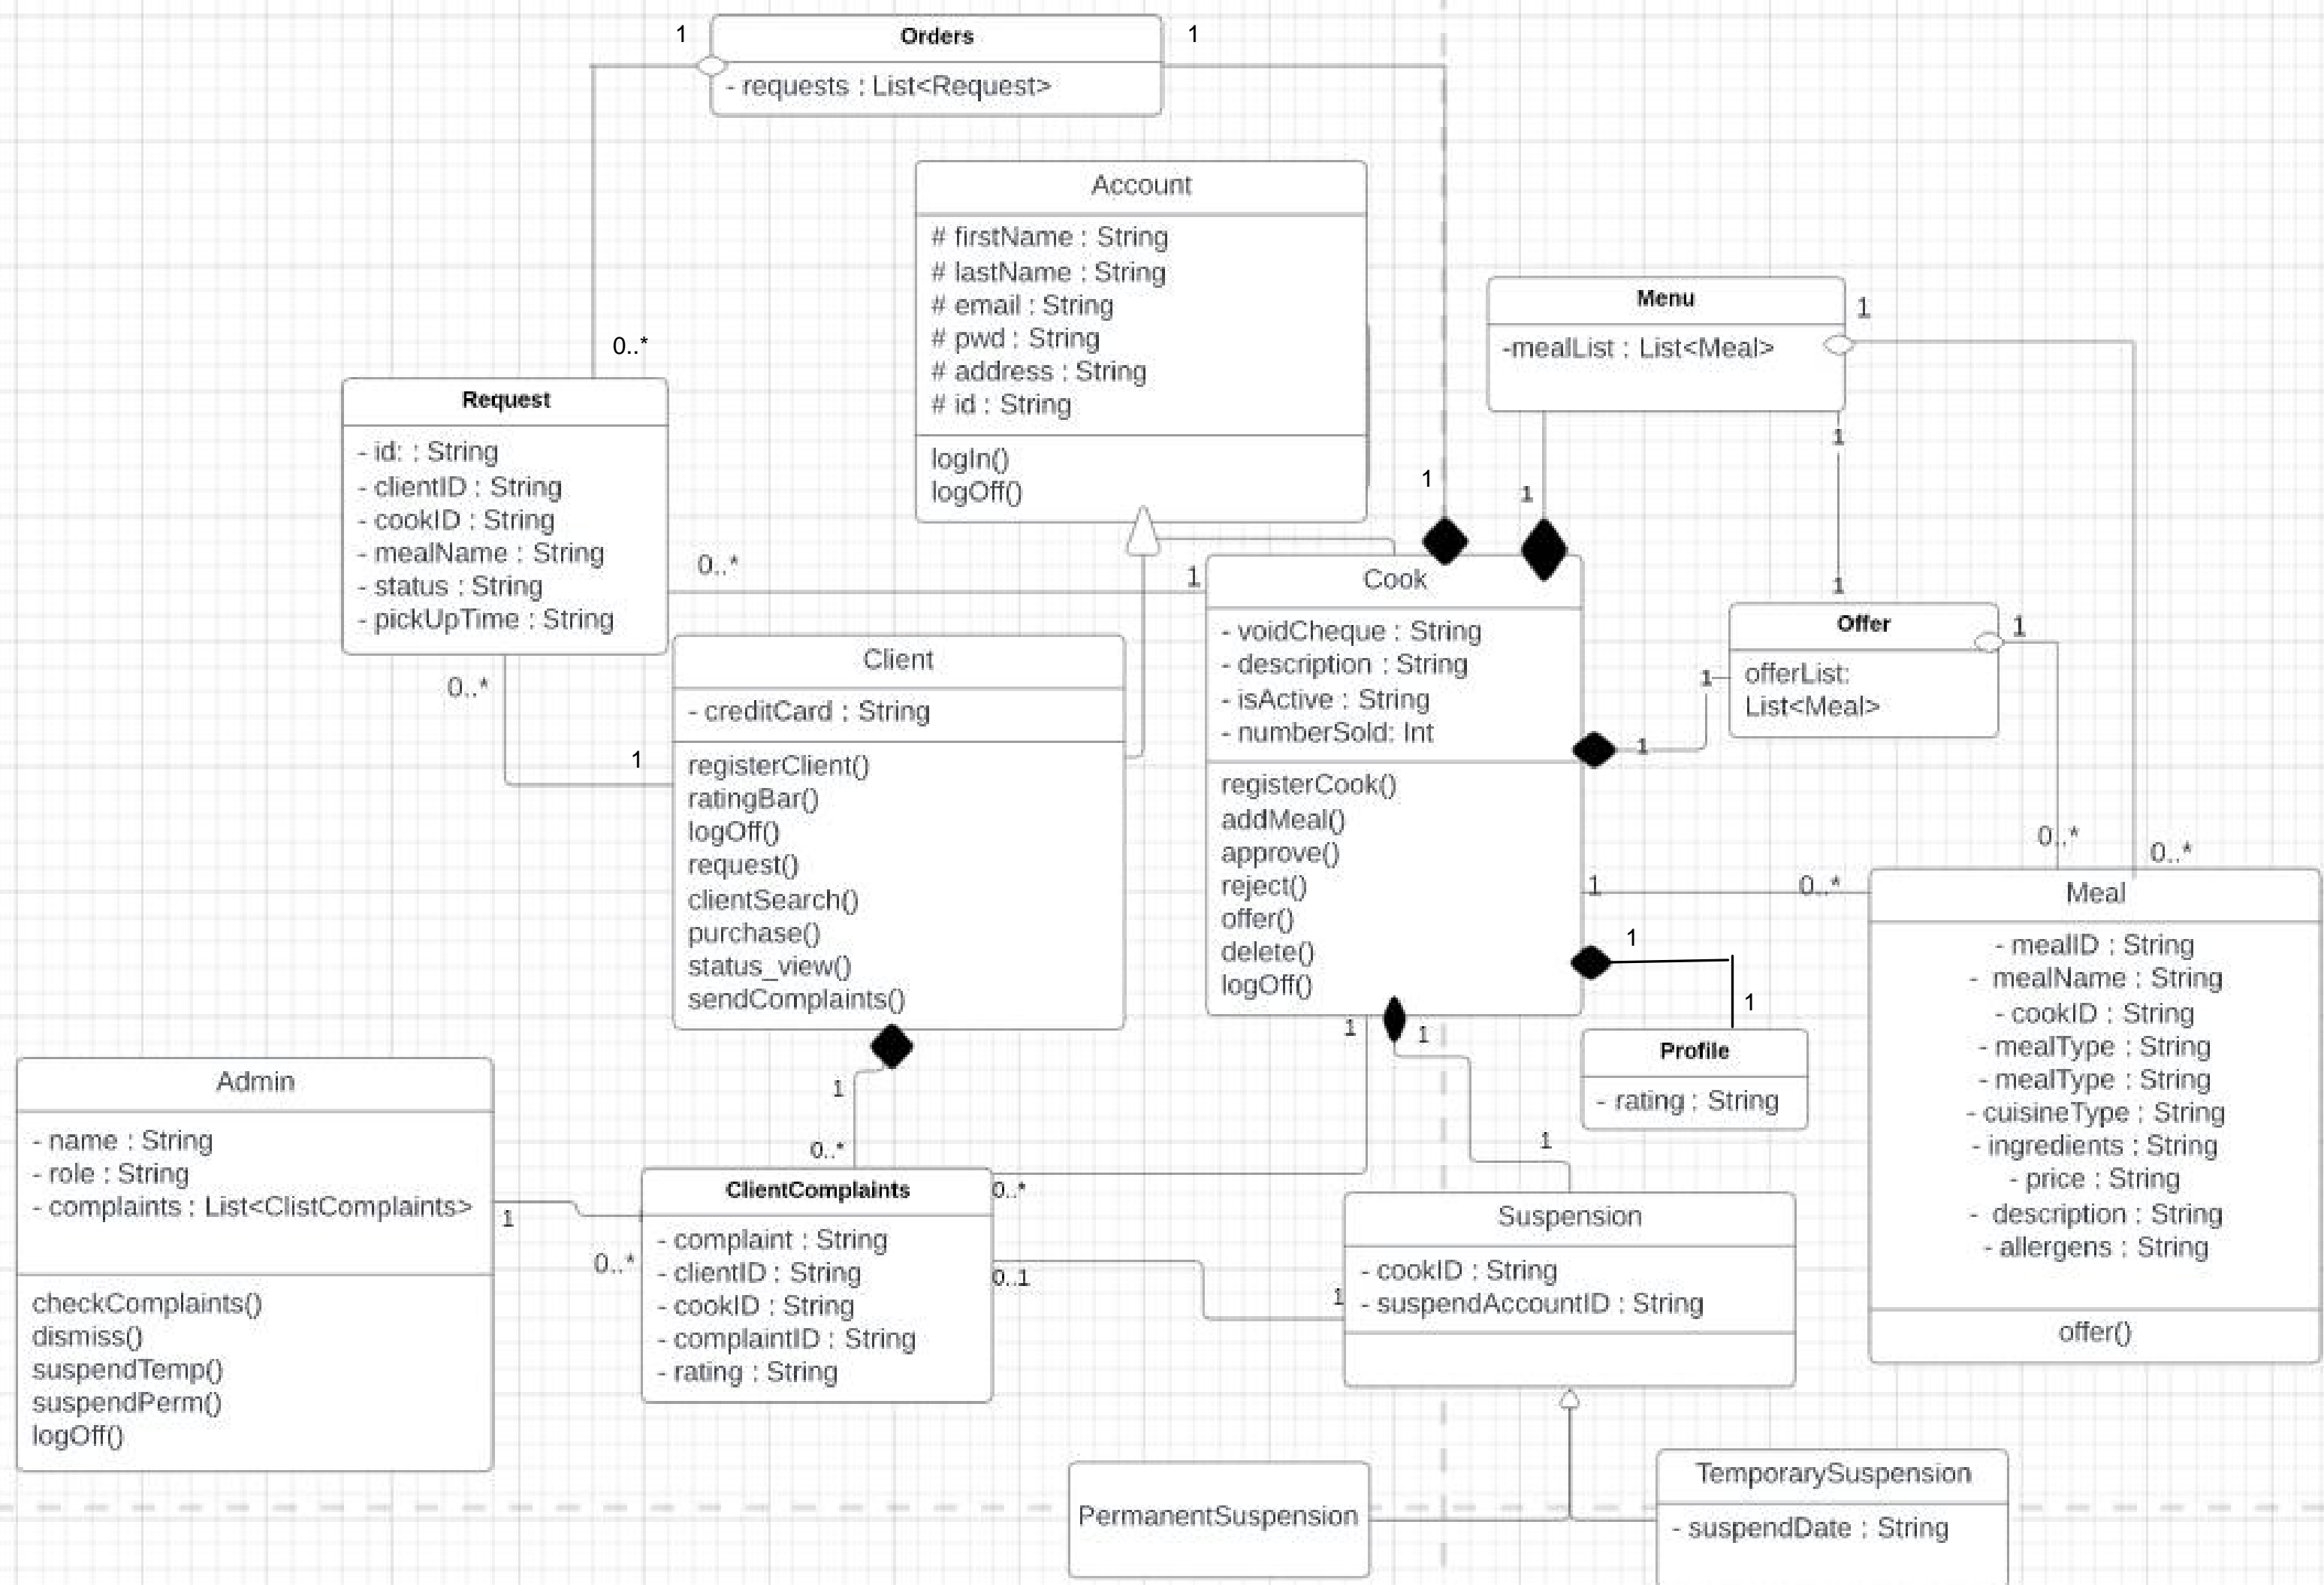 1
Orders
1
- requests : List<Request>
Account
# firstName : String
# lastName : String
# email : String
# pwd : String
# address : String
# id : String
logIn()
logOff()
Menu
1
-mealList : List<Meal>
0..*
Request
- id: : String
- clientID : String
- cookID : String
- mealName : String
- status : String
- pickUpTime : String
1
1
1
1
0..*
1
0..*
1
Cook
- voidCheque : String
- description : String
- isActive : String
- numberSold: Int
registerCook()
addMeal()
approve()
reject()
offer()
delete()
logOff()
Offer
1
offerList:
List<Meal>
1
1
Client
- creditCard : String
registerClient()
ratingBar()
logOff()
request()
clientSearch()
purchase()
status_view()
sendComplaints()
0..*
0..*
1
0..*
Meal
- mealID : String
- mealName : String
- cookID : String
- mealType : String
- mealType : String
- cuisineType : String
- ingredients : String
- price : String
- description : String
- allergens : String
offer()
1
1
Profile
- rating : String
1
1
1
1
0..*
Admin
- name : String
- role : String
- complaints : List<ClistComplaints>
checkComplaints()
dismiss()
suspendTemp()
suspendPerm()
logOff()
1
0..*
ClientComplaints
- complaint : String
- clientID : String
- cookID : String
- complaintID : String
- rating : String
0..*
0..1
1
Suspension
- cookID : String
- suspendAccountID : String
PermanentSuspension
TemporarySuspension
- suspendDate : String